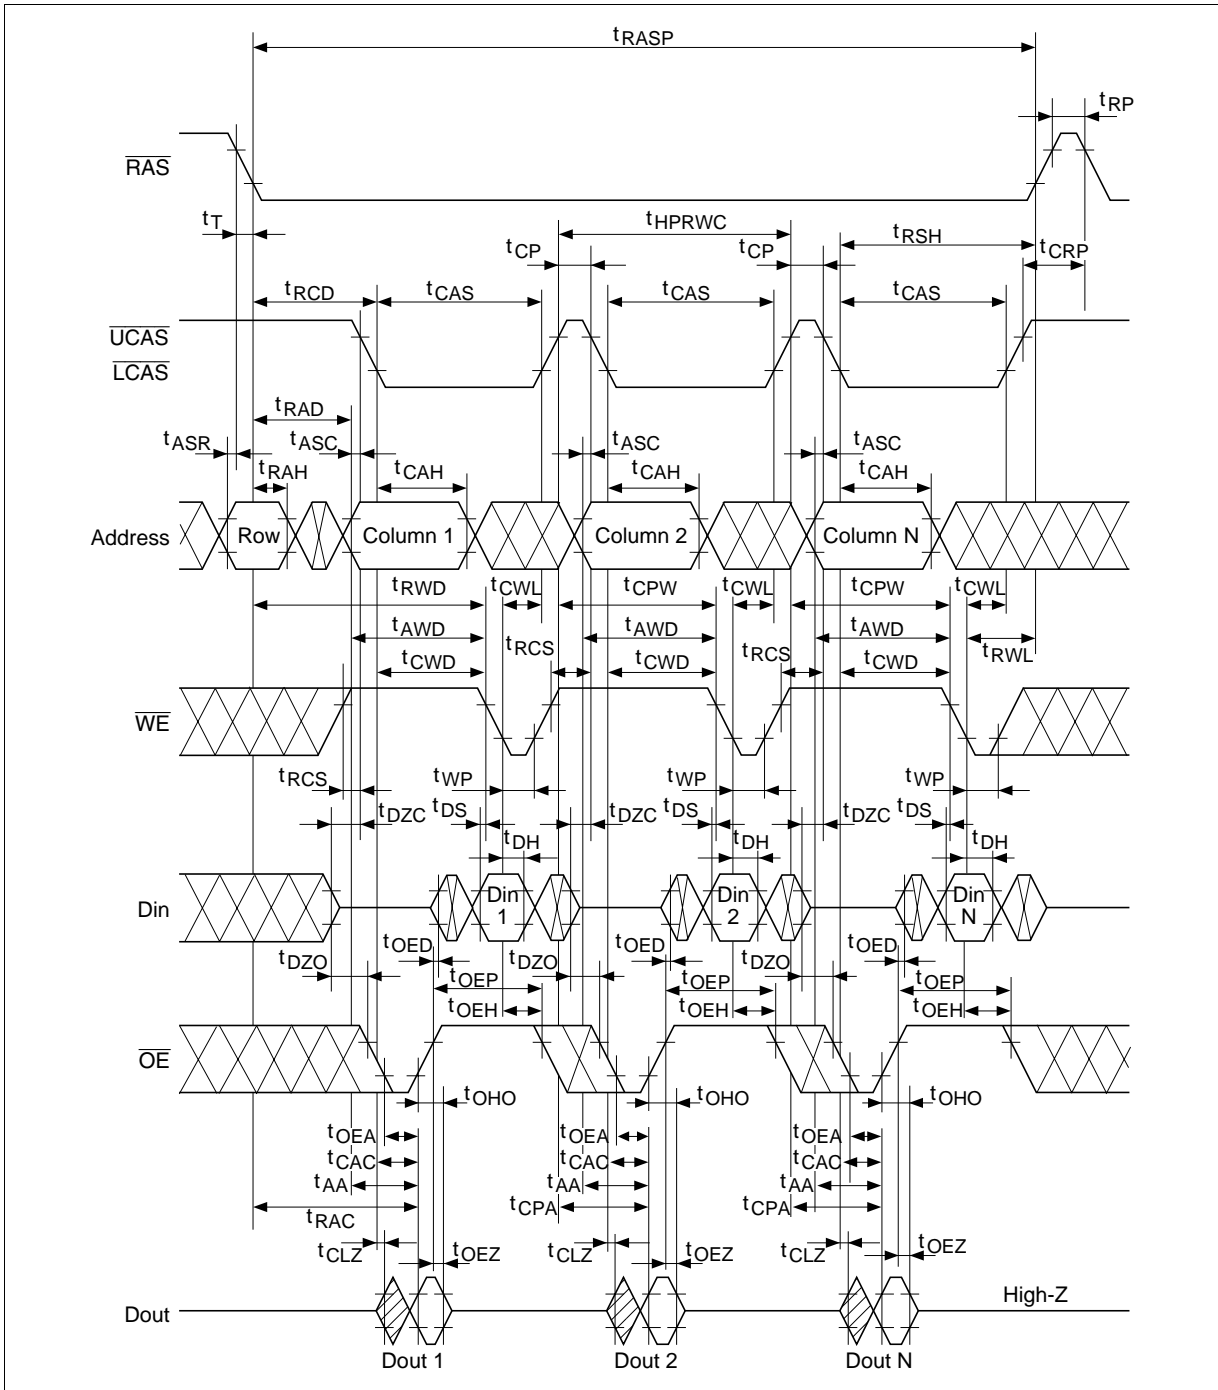 tRASP
tRP
RAS
tT
tHPRWC
tRSH
tCP
tCP
tCRP
tRCD
tCAS
tCAS
tCAS
UCAS
LCAS
tRAD
tASR
tASC
tASC
tASC
tRAH
tCAH
tCAH
tCAH
Address
Row
Column 1
Column 2
Column N
tRWD
tCWL
tCPW
tCWL
tCPW
tCWL
tAWD
tRCS
tAWD
tRCS
tAWD
tRWL
tCWD
tCWD
tCWD
WE
tRCS
tWP
tWP
tWP
tDZC
tDS
tDZC
tDS
tDZC
tDS
tDH
tDH
tDH
Din
Din 1
Din 2
Din N
tDZO
tOED
tDZO
tOED
tDZO
tOED
tOEP
tOEP
tOEP
tOEH
tOEH
tOEH
OE
tOHO
tOHO
tOHO
tOEA
tOEA
tOEA
tCAC
tCAC
tCAC
tAA
tAA
tAA
tRAC
tCPA
tCPA
tCLZ
tOEZ
tCLZ
tOEZ
tCLZ
tOEZ
Dout
High-Z
Dout 1
Dout 2
Dout N